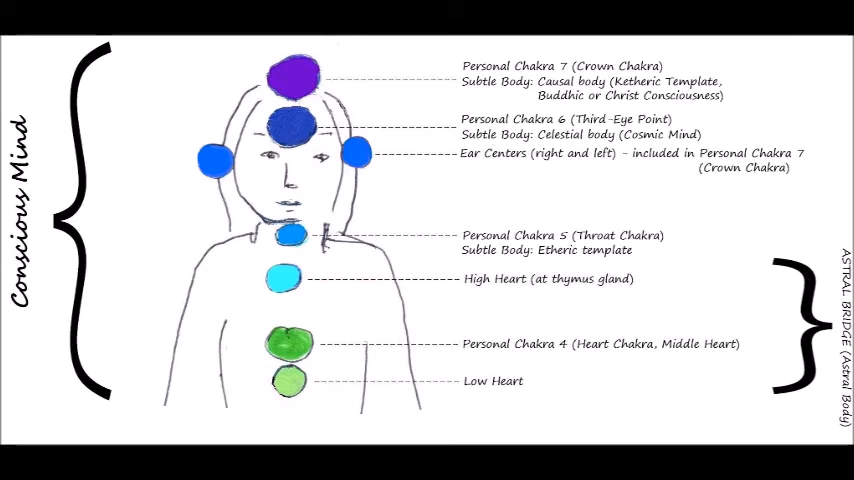 Conscious Mind
Personal Chakra 7 (Crown Chakra)
Subtle Body: Causal body (Ketheric Template,
Buddhic or Christ Consciousness)
Personal Chakra 6 (Third-Eye Point)
Subtle Body: Celestial body (Cosmic Mind)
Ear Centers (right and left) - included in Personal Chakra 7
(Crown Chakra)
Personal Chakra 5 (Throat Chakra)
Subtle Body: Etheric template
High Heart (at thymus gland)
Personal Chakra 4 (Heart Chakra, Middle Heart)
Low Heart
ASTRAL BRIDGE (Astral Body)